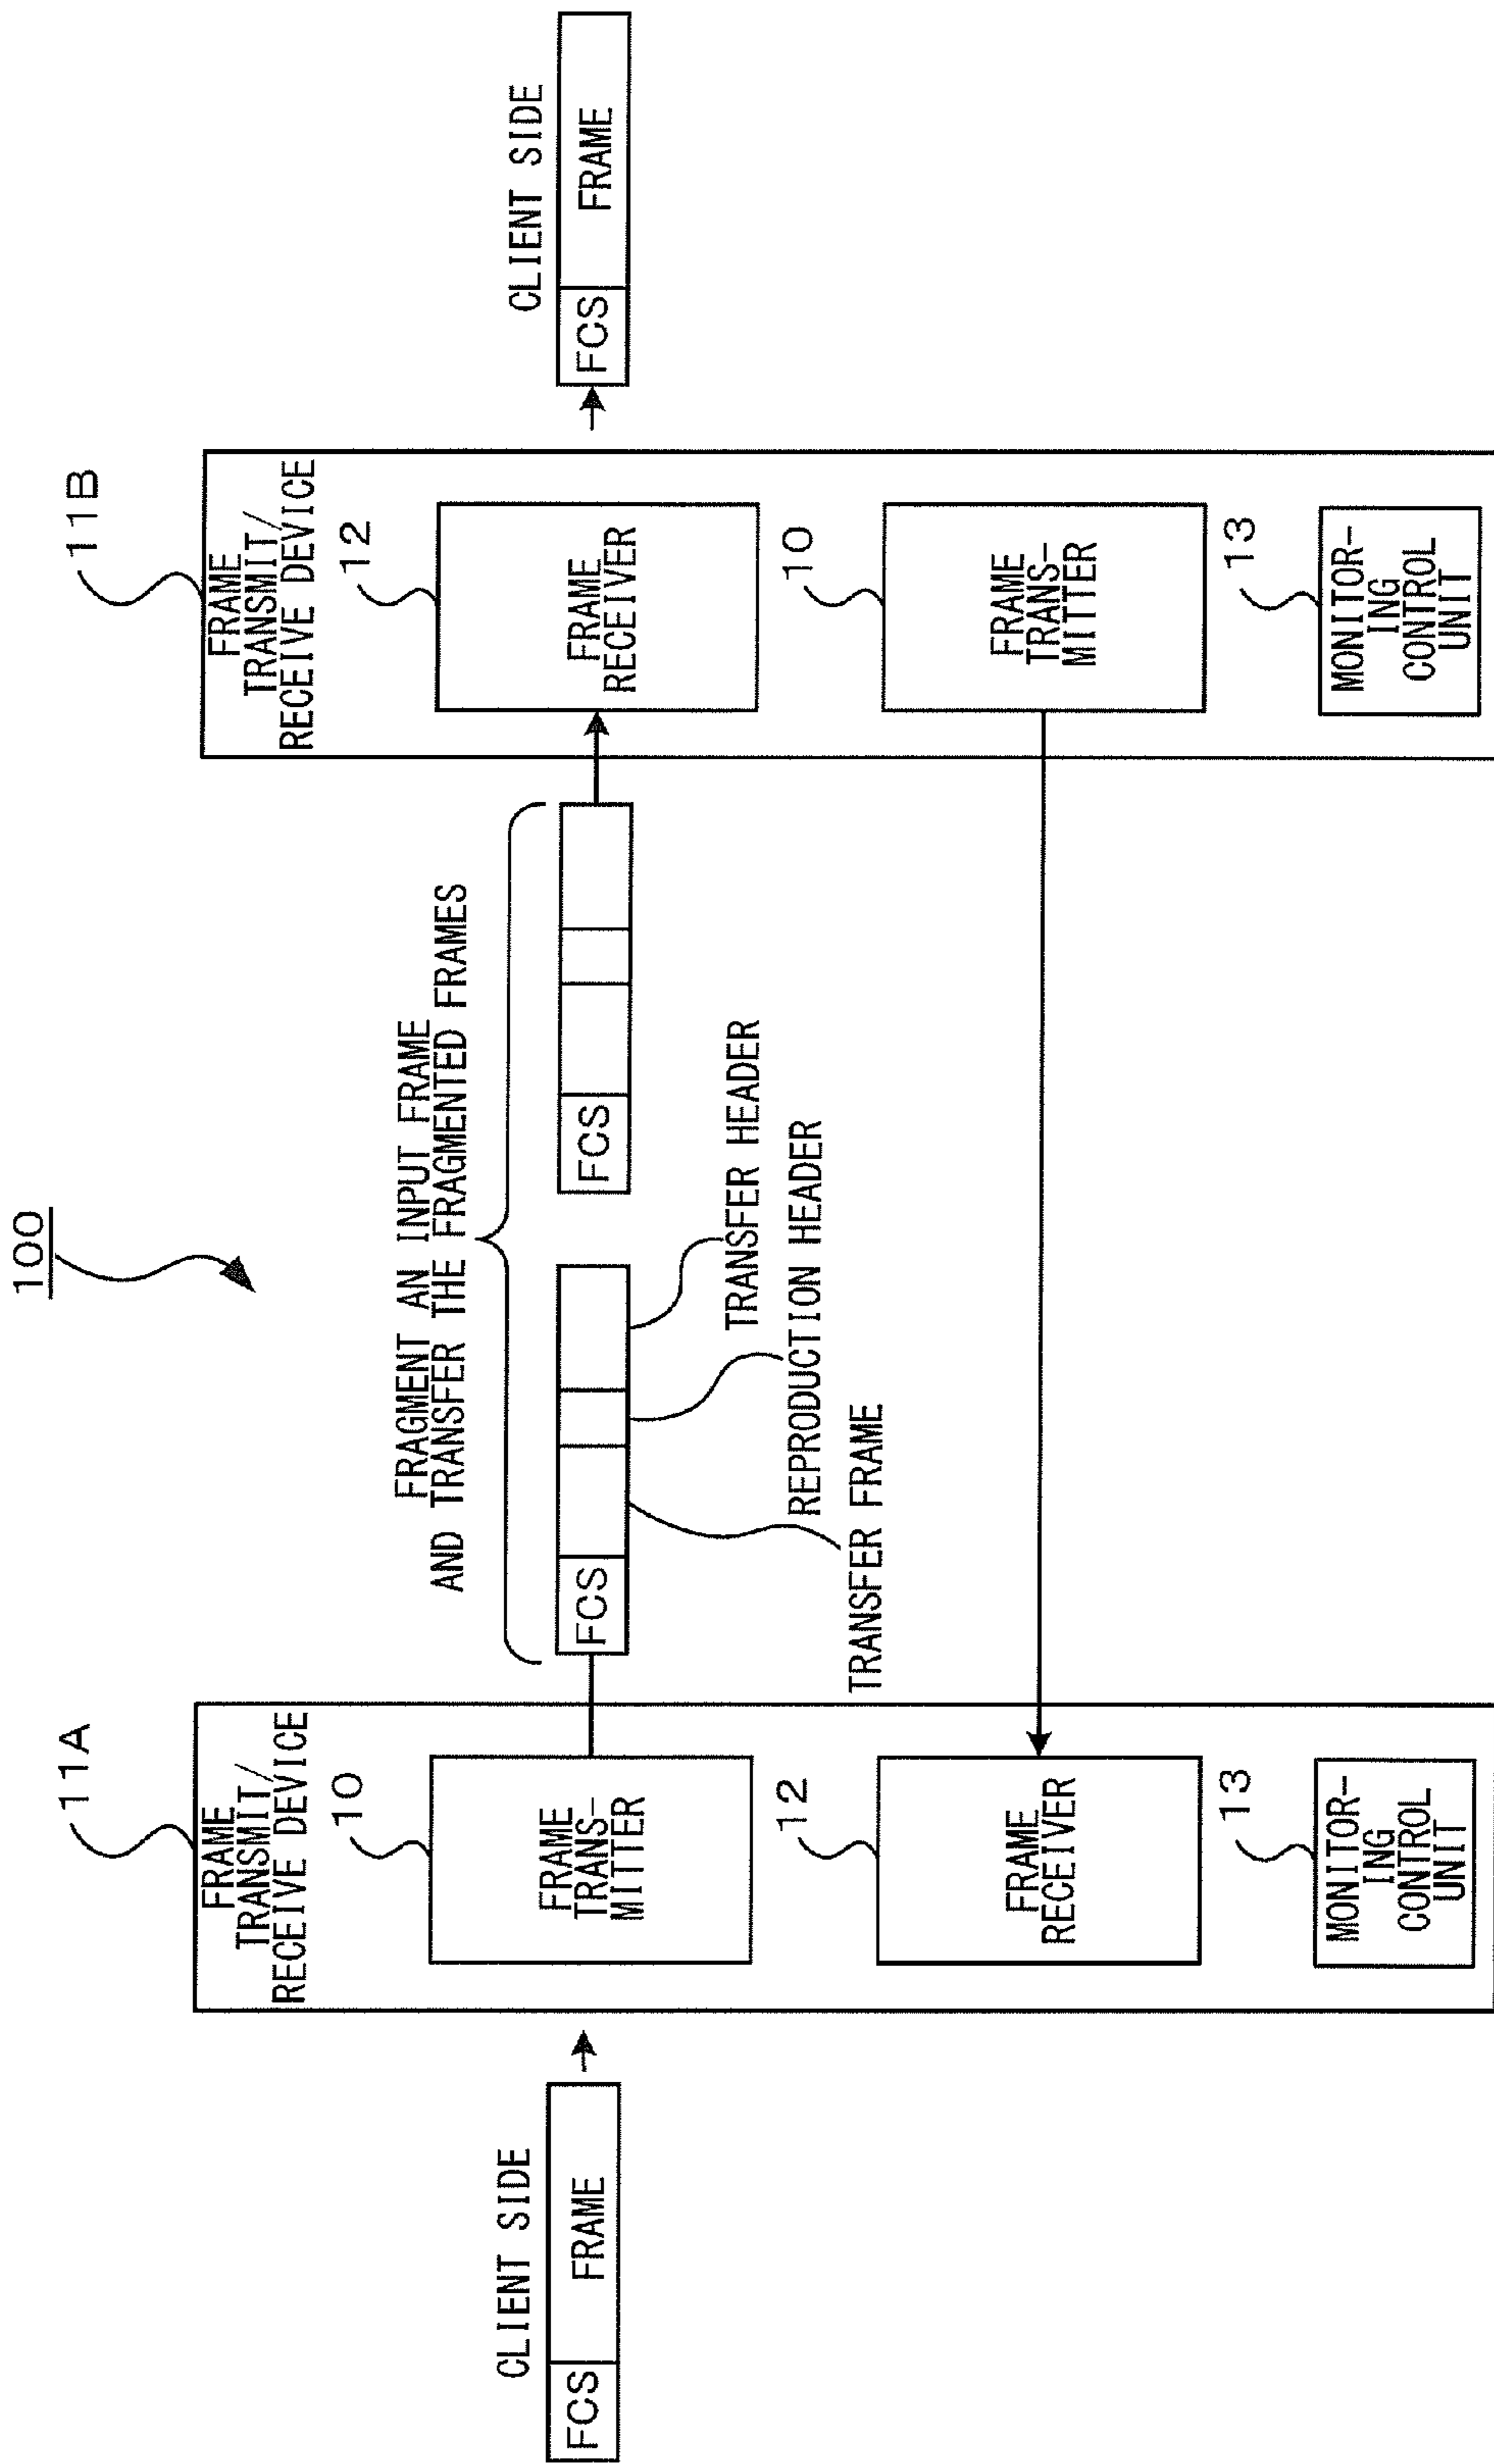 100
11A
FRAME
TRANSMIT/
RECEIVE DEVICE
10
FRAME
TRANS-
MITTER
12
FRAME
RECEIVER
13
MONITOR-
ING
CONTROL
UNIT
CLIENT SIDE
FCS FRAME
FRAGMENT AN INPUT FRAME
AND TRANSFER THE FRAGMENTED FRAMES
FCS
FCS
TRANSFER HEADER
REPRODUCTION HEADER
TRANSFER FRAME
11B
FRAME
TRANSMIT/
RECEIVE DEVICE
12
FRAME
RECEIVER
10
FRAME
TRANS-
MITTER
13
MONITOR-
ING
CONTROL
UNIT
CLIENT SIDE
FCS FRAME